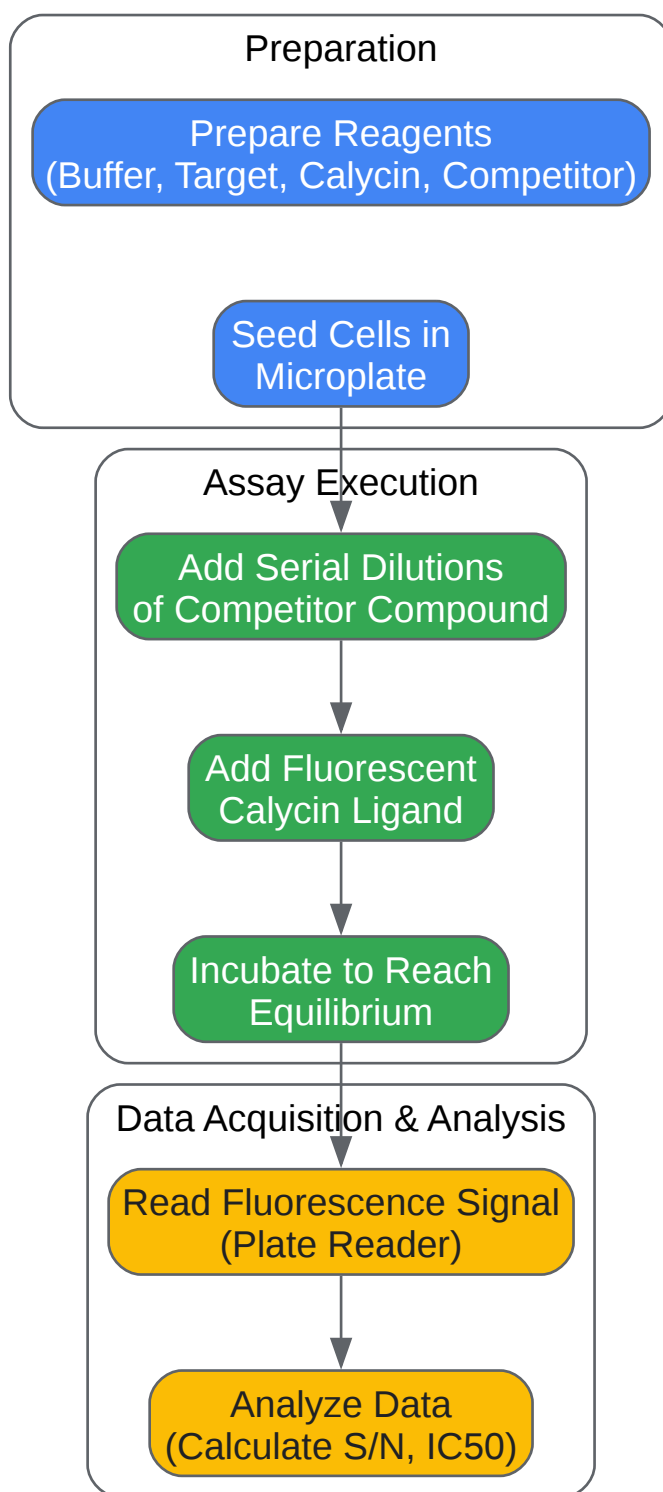 Preparation
Prepare Reagents
(Buffer, Target, Calycin, Competitor)
Seed Cells in
Microplate
Assay Execution
Add Serial Dilutions
of Competitor Compound
Add Fluorescent
Calycin Ligand
Incubate to Reach
Equilibrium
Data Acquisition & Analysis
Read Fluorescence Signal
(Plate Reader)
Analyze Data
(Calculate S/N, IC50)